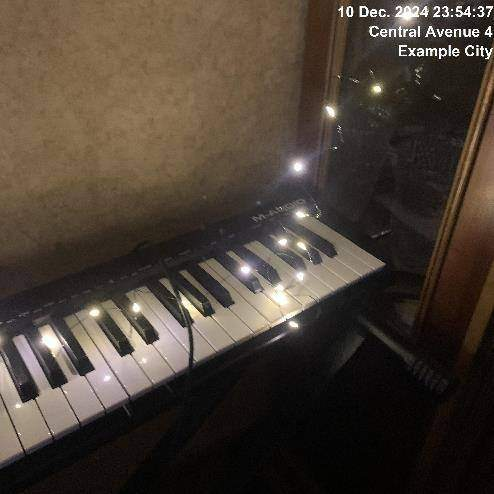 10 Dec. 2024 23:54:37
Central Avenue 4
Example City
M-AUDIO